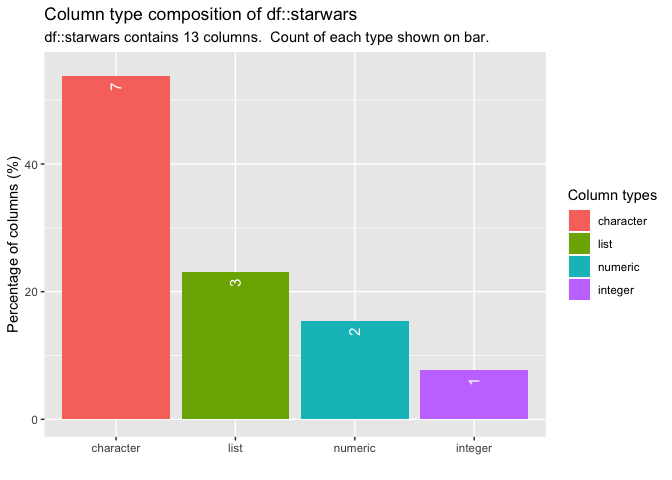 Column type composition of df::starwars
df::starwars contains 13 columns.  Count of each type shown on bar.
Percentage of columns (%)
40
20
0
7
3
2
1
character
list
numeric
integer
Column types
character
list
numeric
integer